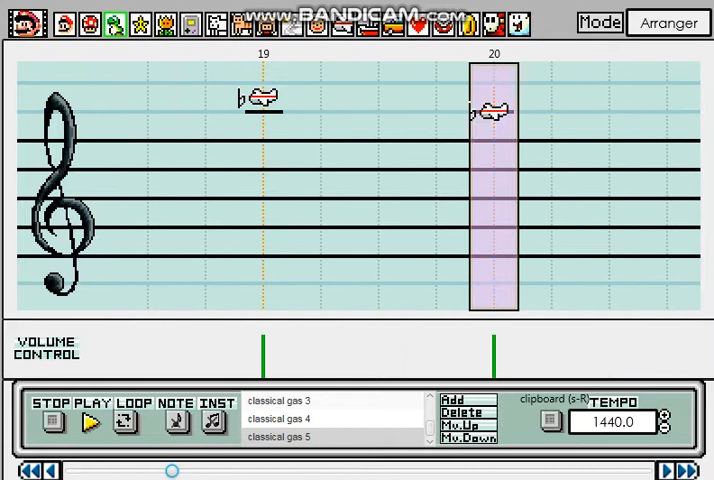 www.BANDICAM.com
Mode Arranger
19 20
VOLUME
CONTROL
STOP PLAY LOOP NOTE INST
classical gas 3
classical gas 4
classical gas 5
Add
Delete
Mv.Up
Mv.Down
clipboard (s-R)
TEMPO
1440.0